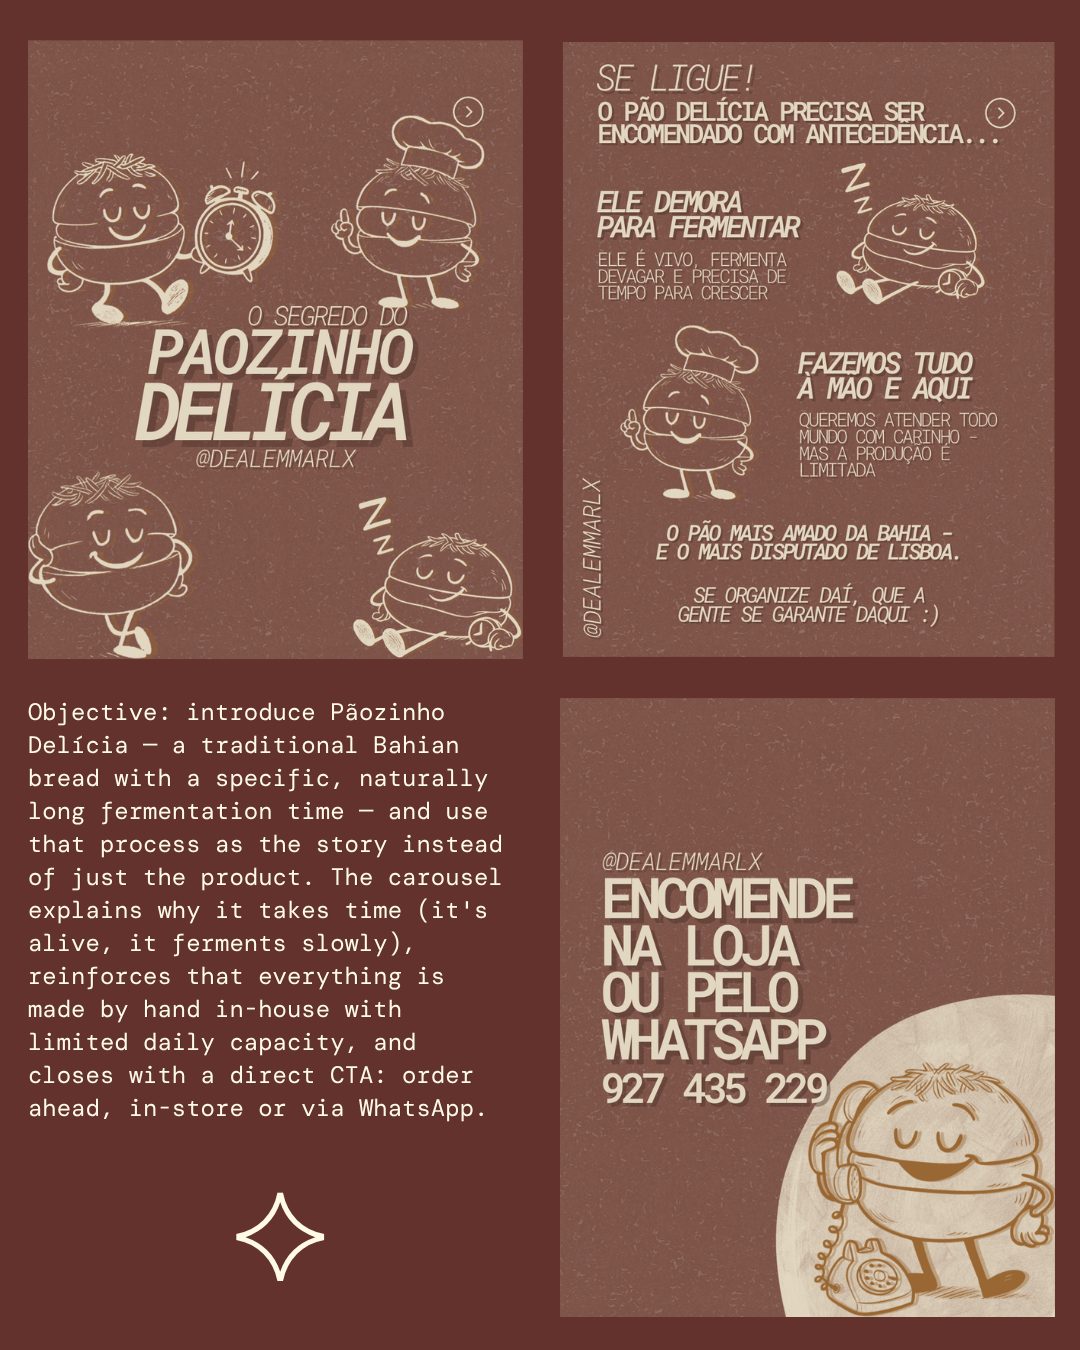 O SEGREDO DO
PAOZINHO
DELÍCIA
@DEALEMMARLX
Z
Z
SE LIGUE!
O PÃO DELÍCIA PRECISA SER
ENCOMENDADO COM ANTECEDÊNCIA...
ELE DEMORA
PARA FERMENTAR
ELE É VIVO, FERMENTA
DEVAGAR E PRECISA DE
TEMPO PARA CRESCER
Z
Z
FAZEMOS TUDO
À MAO E AQUI
QUEREMOS ATENDER TODO
MUNDO COM CARINHO -
MAS A PRODUÇÃO É
LIMITADA
@DEALEMMARLX
O PÃO MAIS AMADO DA BAHIA -
E O MAIS DISPUTADO DE LISBOA.
SE ORGANIZE DAÍ, QUE A
GENTE SE GARANTE DAQUI :)
Objective: introduce Pãozinho
Delícia — a traditional Bahian
bread with a specific, naturally
long fermentation time — and use
that process as the story instead
of just the product. The carousel
explains why it takes time (it's
alive, it ferments slowly),
reinforces that everything is
made by hand in-house with
limited daily capacity, and
closes with a direct CTA: order
ahead, in-store or via WhatsApp.
@DEALEMMARLX
ENCOMENDE
NA LOJA
OU PELO
WHATSAPP
927 435 229